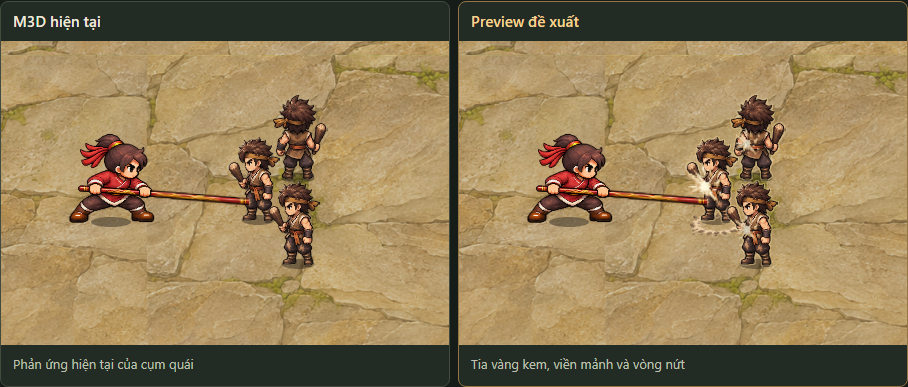 M3D hiện tại
Preview đề xuất
Phản ứng hiện tại của cụm quái
Tia vàng kem, viền mảnh và vòng nứt